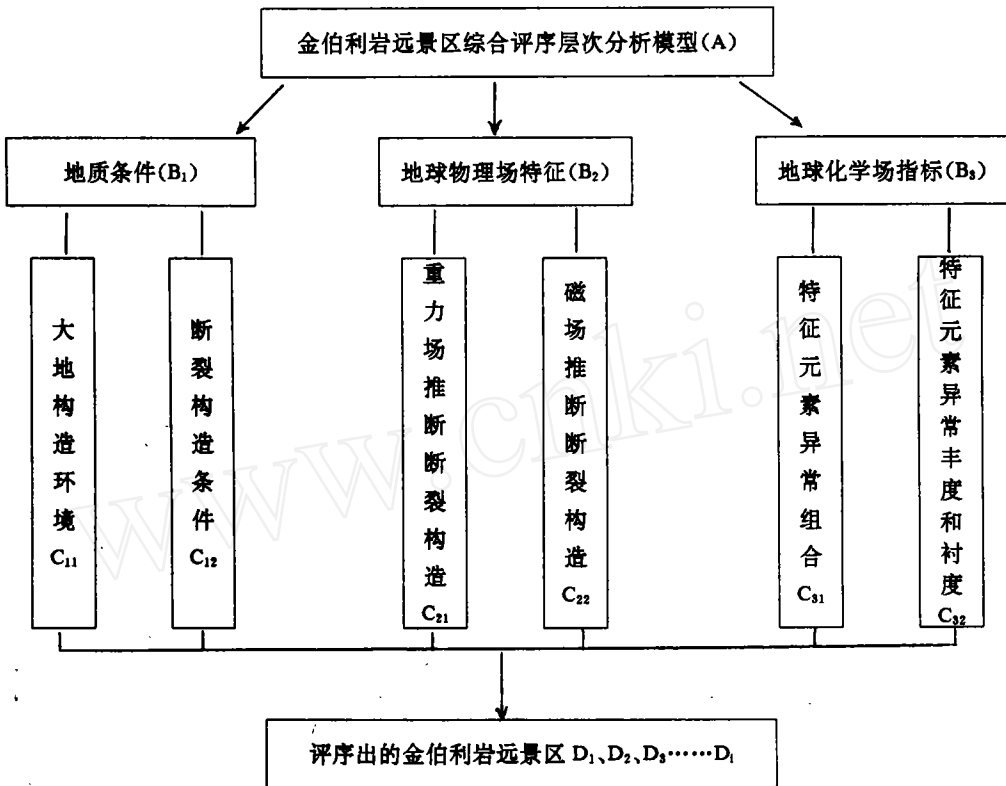 金伯利岩远景区综合评序层次分析模型(A)
地质条件(B₁)
地球物理场特征(B₂)
地球化学场指标(B₃)
大地构造环境C₁₁
断裂构造条件C₁₂
重力场推断断裂构造C₂₁
磁场推断断裂构造C₂₂
特征元素异常组合C₃₁
特征元素异常丰度和衬度C₃₂
评序出的金伯利岩远景区 D₁、D₂、D₃……Dᵢ
www.cnki.net